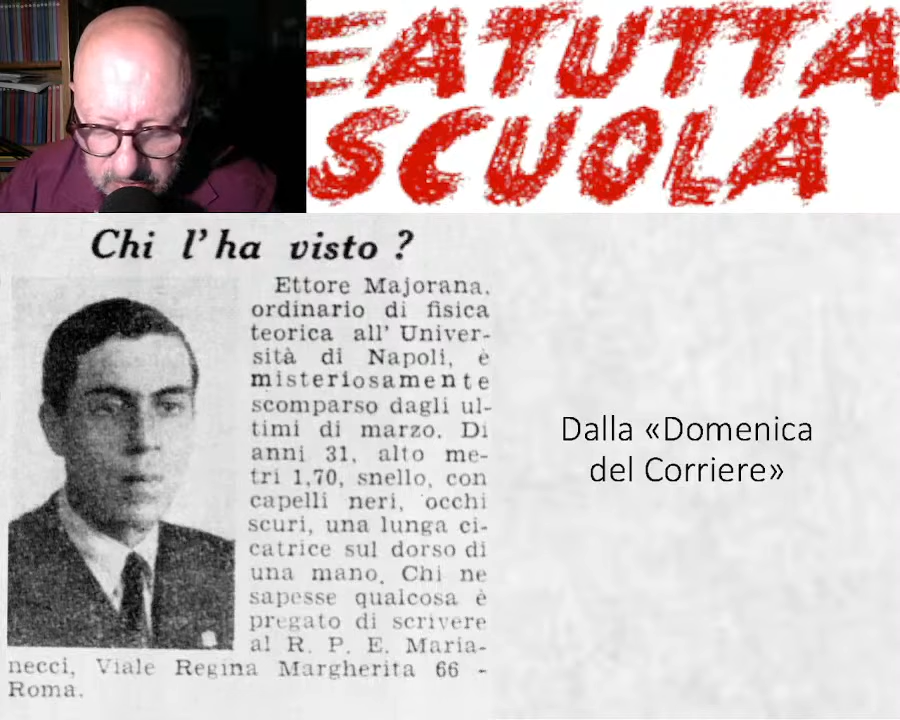 EATUTTA
SCUOLA
Chi l'ha visto ?
Ettore Majorana,
ordinario di fisica
teorica all' Univer-
sità di Napoli, è
misteriosamente
scomparso dagli ul-
timi di marzo. Di
anni 31, alto me-
tri 1,70, snello, con
capelli neri, occhi
scuri, una lunga ci-
catrice sul dorso di
una mano. Chi ne
sapesse qualcosa è
pregato di scrivere
al R. P. E. Maria-
necci, Viale Regina Margherita 66 -
Roma.
Dalla «Domenica
del Corriere»